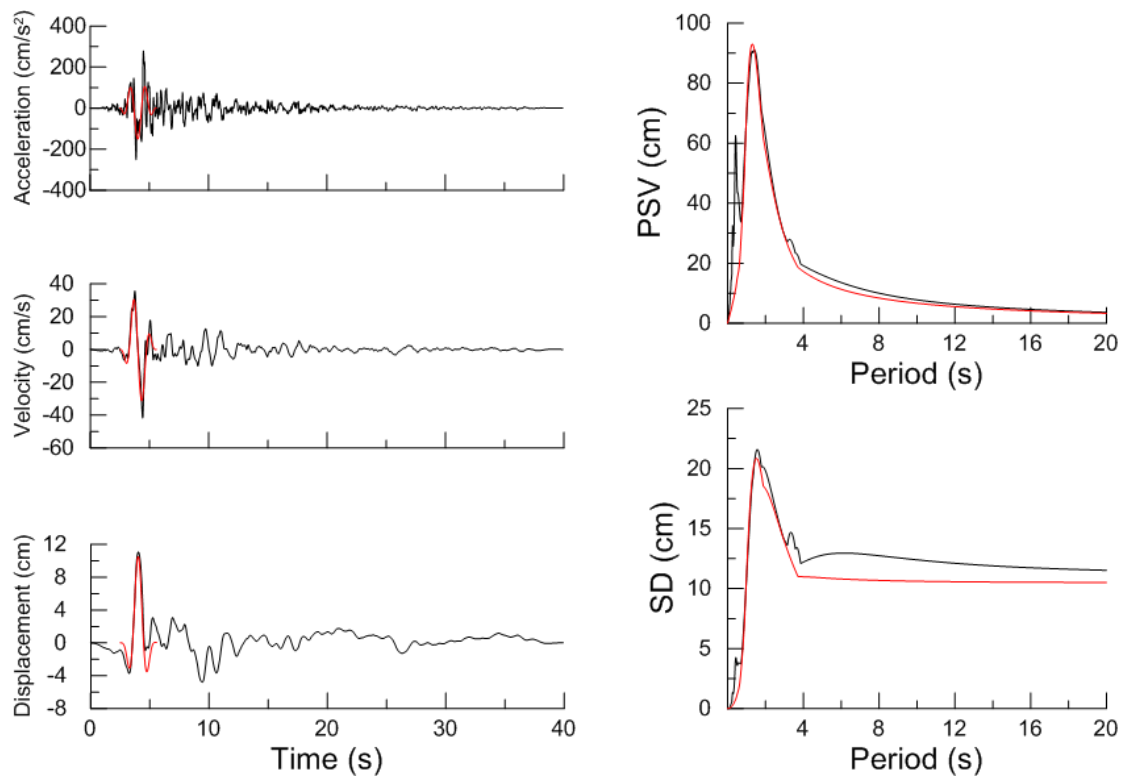 400
200
0
-200
-400
Acceleration (cm/s²)
40
20
0
-20
-40
-60
Velocity (cm/s)
12
8
4
0
-4
-8
Displacement (cm)
0 10 20 30 40
Time (s)
100
80
60
40
20
0
PSV (cm)
4 8 12 16 20
Period (s)
25
20
15
10
5
0
SD (cm)
4 8 12 16 20
Period (s)